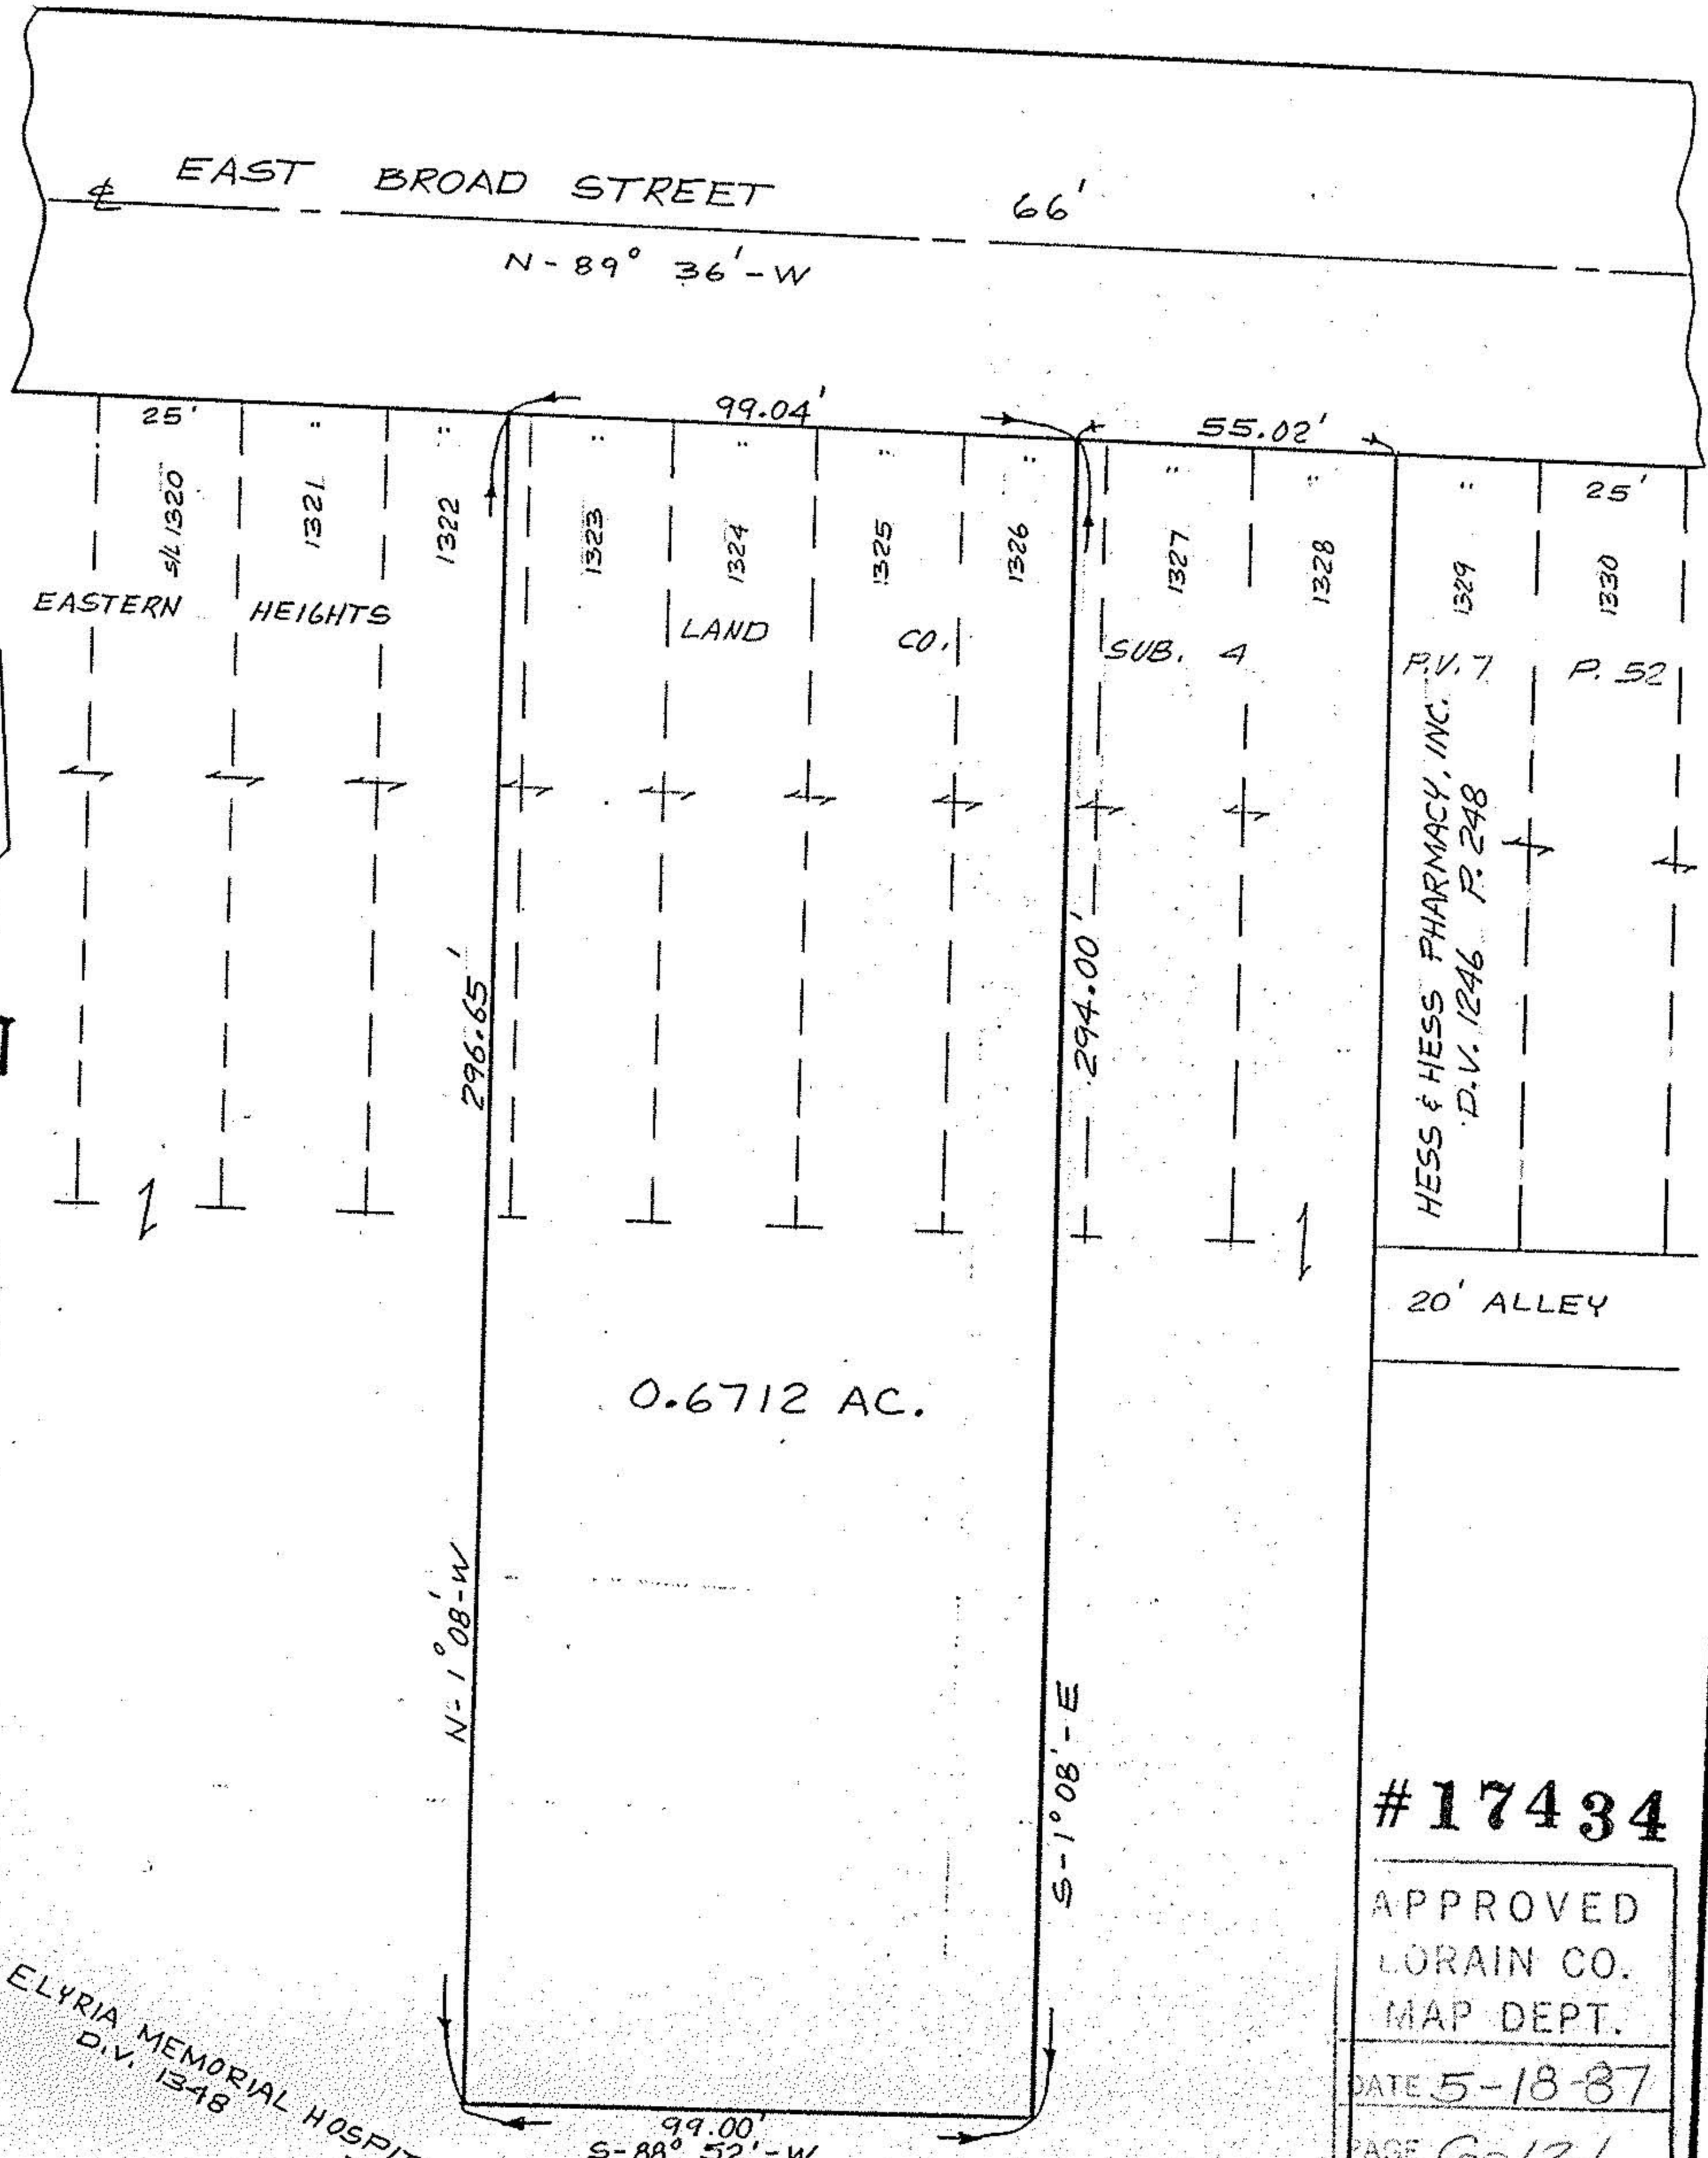 EAST BROAD STREET 66'
℄
N-89° 36'-W
99.04'
55.02'
25' " " " " " " " " " 25'
S/L 1320 1321 1322 1323 1324 1325 1326 1327 1328 1329 1330
EASTERN HEIGHTS LAND CO. SUB. 4 P.V. 7 P. 52
HESS & HESS PHARMACY, INC.
D.V. 1246 P. 248
296.65'
294.00'
20' ALLEY
0.6712 AC.
N-1°08'-W
S-1°08'-E
#17434
APPROVED
LORAIN CO.
MAP DEPT.
DATE 5-18-87
PAGE
ELYRIA MEMORIAL HOSPIT
D.V. 1348
99.00'
S-88° 52'-W